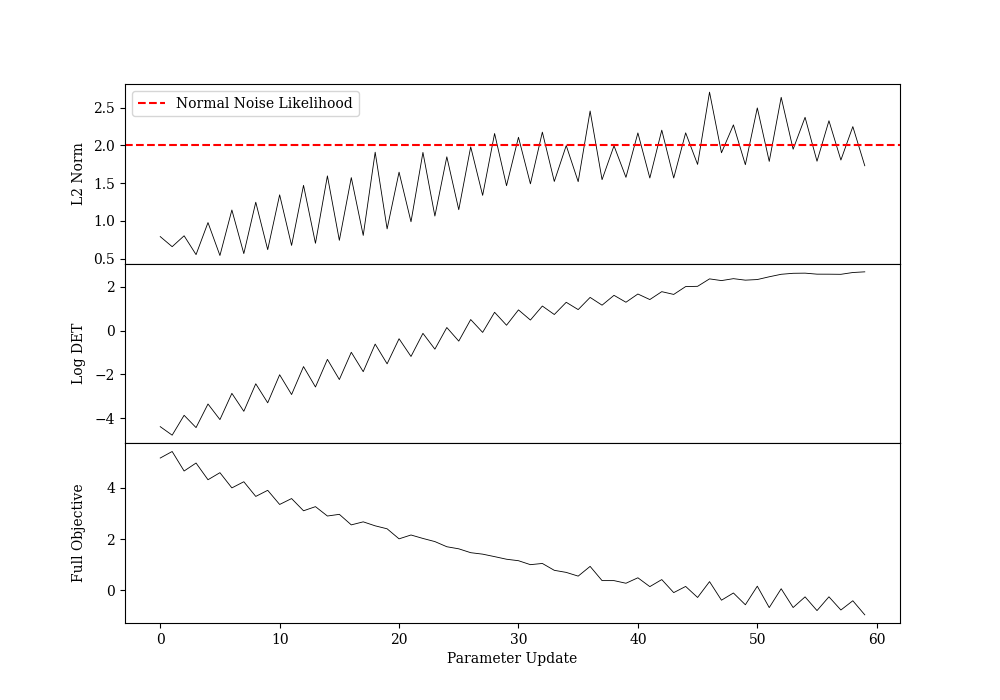 Normal Noise Likelihood
2.5
2.0
1.5
1.0
0.5
L2 Norm
2
0
−2
−4
Log DET
4
2
0
Full Objective
0 10 20 30 40 50 60
Parameter Update